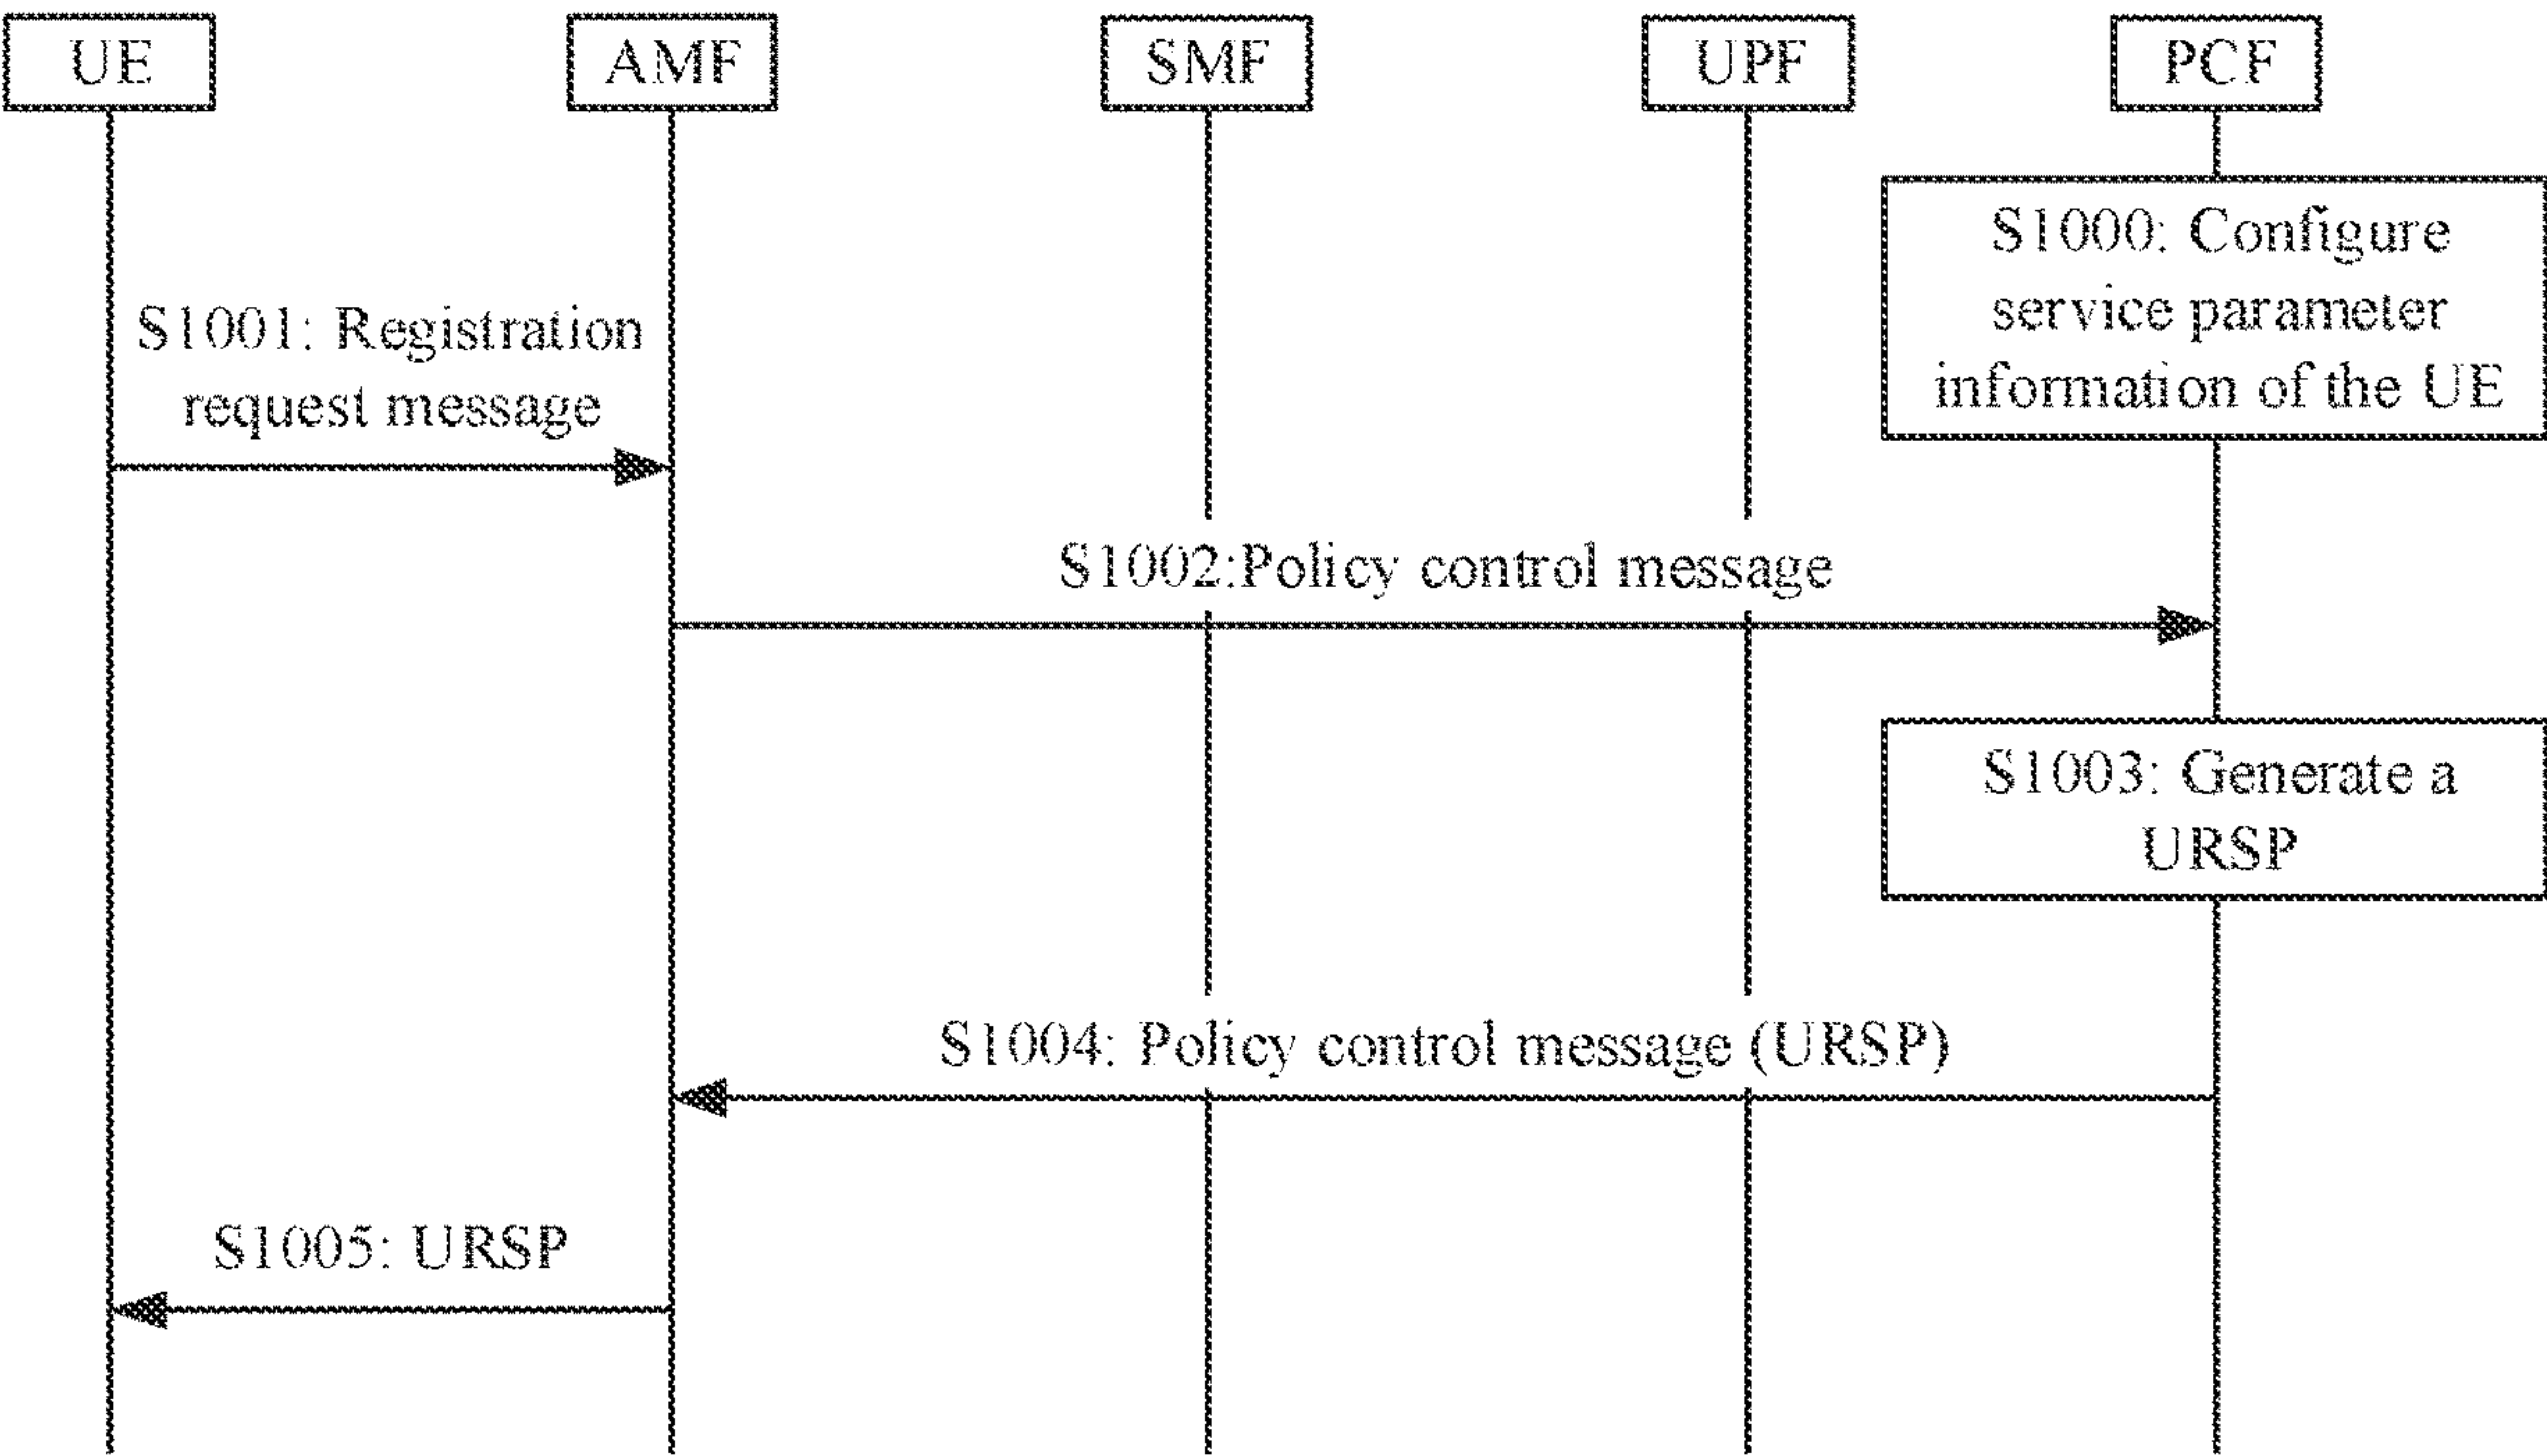 UE
AMF
SMF
UPF
PCF
S1000: Configure
service parameter
information of the UE
S1001: Registration
request message
S1002:Policy control message
S1003: Generate a
URSP
S1004: Policy control message (URSP)
S1005: URSP